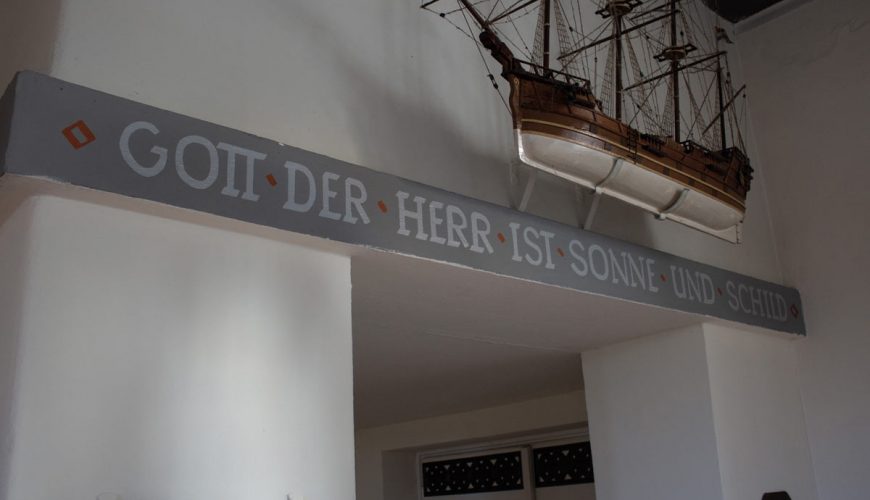 GOTT · DER · HERR · IST · SONNE · UND · SCHILD